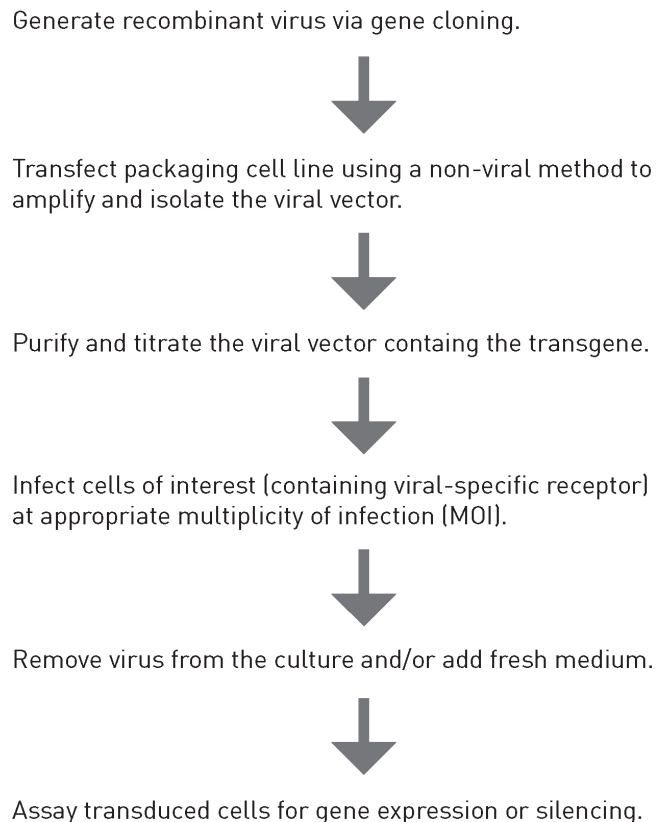 Generate recombinant virus via gene cloning.
Transfect packaging cell line using a non-viral method to
amplify and isolate the viral vector.
Purify and titrate the viral vector containg the transgene.
Infect cells of interest (containing viral-specific receptor)
at appropriate multiplicity of infection (MOI).
Remove virus from the culture and/or add fresh medium.
Assay transduced cells for gene expression or silencing.